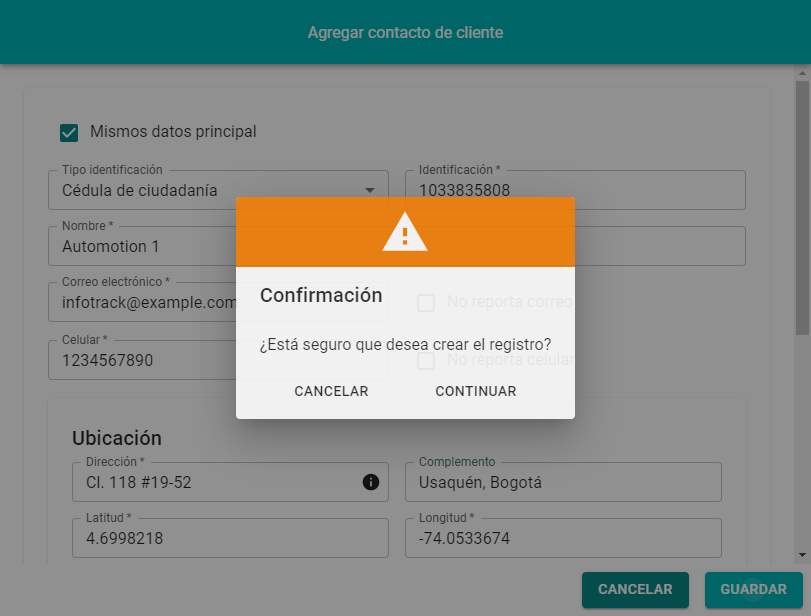 Agregar contacto de cliente
Mismos datos principal
Tipo identificación
Cédula de ciudadanía
Identificación *
1033835808
Nombre *
Automotion 1
Correo electrónico *
infotrack@example.com
No reporta correo
Celular *
1234567890
No reporta celular
Confirmación
¿Está seguro que desea crear el registro?
CANCELAR
CONTINUAR
Ubicación
Dirección *
Cl. 118 #19-52
Complemento
Usaquén, Bogotá
Latitud *
4.6998218
Longitud *
-74.0533674
CANCELAR
GUARDAR